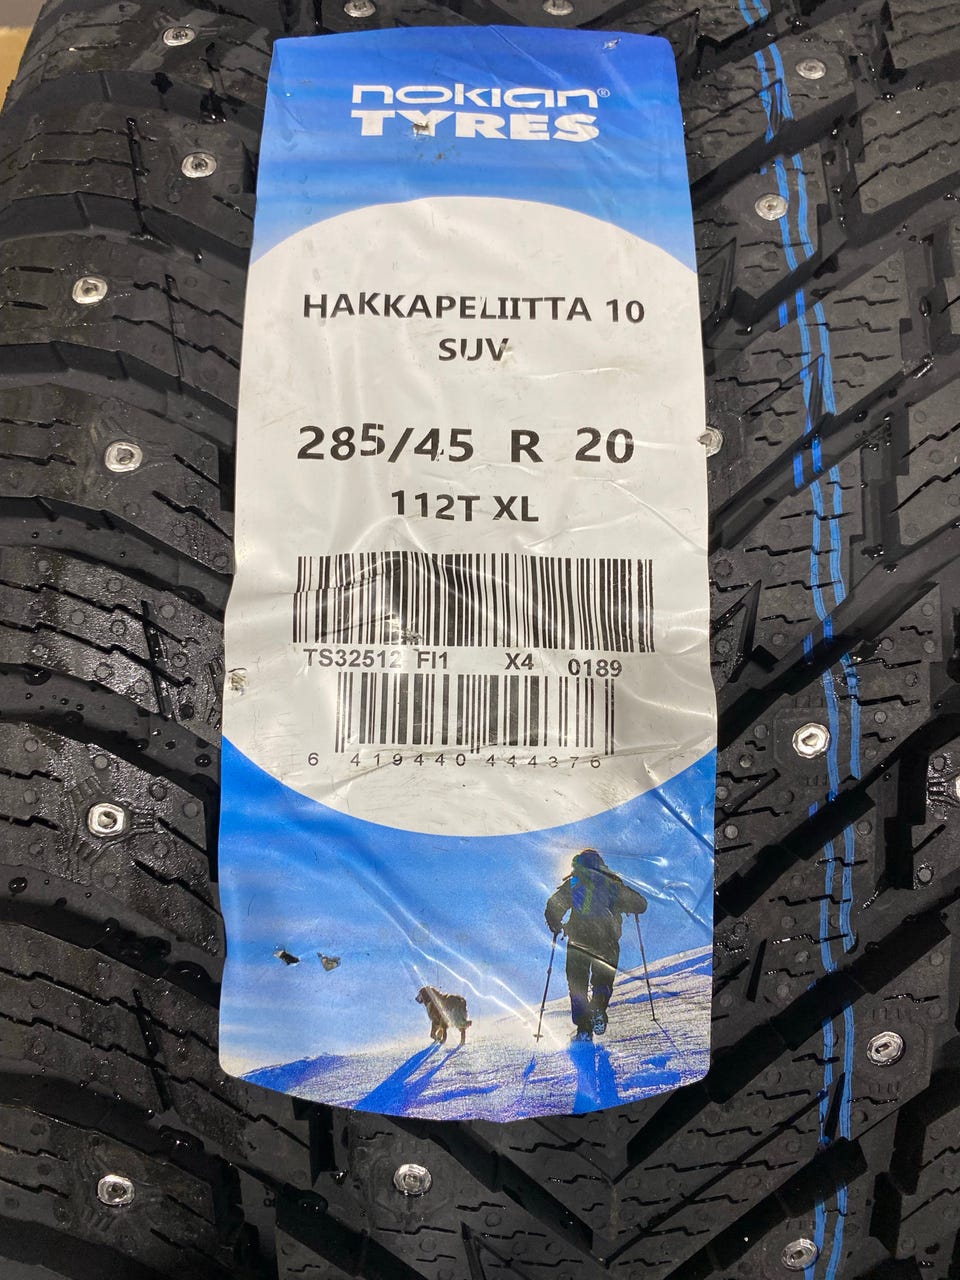 nokian®
TYRES
HAKKAPELIITTA 10
SUV
285/45 R 20
112T XL
TS32512 FI1 X4 0189
6 419440 444376